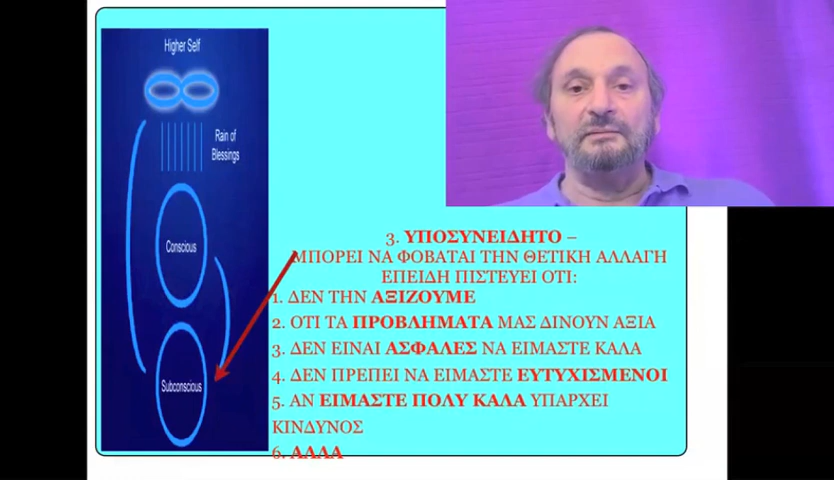 Higher Self
Rain of
Blessings
Conscious
Subconscious
3. ΥΠΟΣΥΝΕΙΔΗΤΟ –
ΜΠΟΡΕΙ ΝΑ ΦΟΒΑΤΑΙ ΤΗΝ ΘΕΤΙΚΗ ΑΛΛΑΓΗ
ΕΠΕΙΔΗ ΠΙΣΤΕΥΕΙ ΟΤΙ:
1. ΔΕΝ ΤΗΝ ΑΞΙΖΟΥΜΕ
2. ΟΤΙ ΤΑ ΠΡΟΒΛΗΜΑΤΑ ΜΑΣ ΔΙΝΟΥΝ ΑΞΙΑ
3. ΔΕΝ ΕΙΝΑΙ ΑΣΦΑΛΕΣ ΝΑ ΕΙΜΑΣΤΕ ΚΑΛΑ
4. ΔΕΝ ΠΡΕΠΕΙ ΝΑ ΕΙΜΑΣΤΕ ΕΥΤΥΧΙΣΜΕΝΟΙ
5. ΑΝ ΕΙΜΑΣΤΕ ΠΟΛΥ ΚΑΛΑ ΥΠΑΡΧΕΙ
ΚΙΝΔΥΝΟΣ
6. ΑΛΛΑ